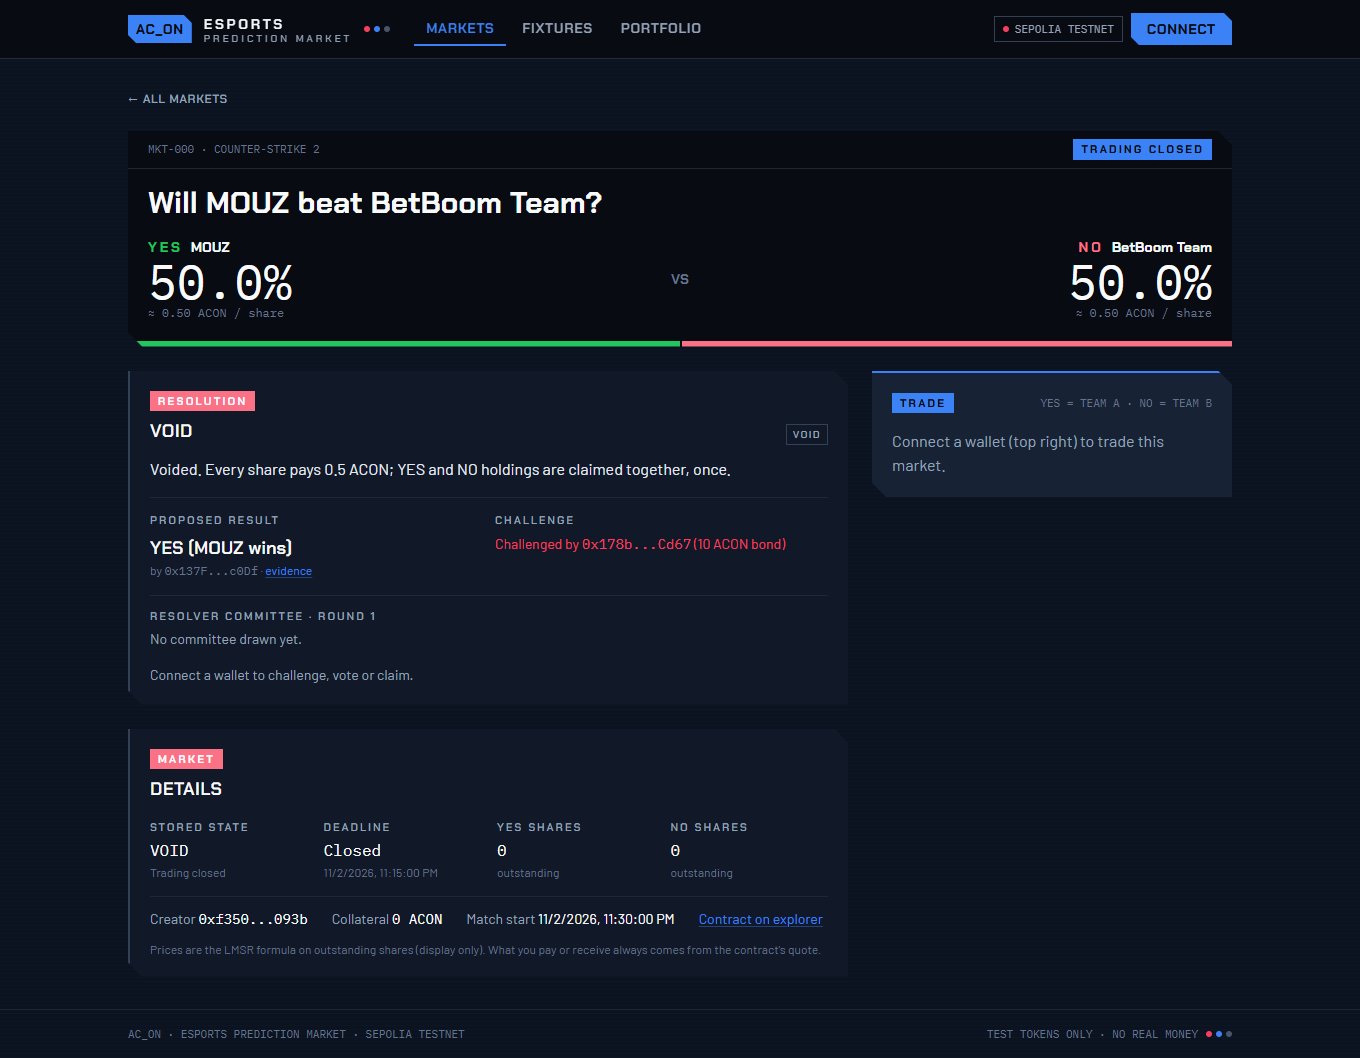 AC_ON
ESPORTS
PREDICTION MARKET
MARKETS
FIXTURES
PORTFOLIO
SEPOLIA TESTNET
CONNECT
← ALL MARKETS
MKT-000 · COUNTER-STRIKE 2
TRADING CLOSED
Will MOUZ beat BetBoom Team?
YES MOUZ
50.0%
≈ 0.50 ACON / share
VS
NO BetBoom Team
50.0%
≈ 0.50 ACON / share
RESOLUTION
VOID
VOID
Voided. Every share pays 0.5 ACON; YES and NO holdings are claimed together, once.
PROPOSED RESULT
YES (MOUZ wins)
by 0x137F...c0Df · evidence
CHALLENGE
Challenged by 0x178b...Cd67 (10 ACON bond)
RESOLVER COMMITTEE · ROUND 1
No committee drawn yet.
Connect a wallet to challenge, vote or claim.
TRADE
YES = TEAM A · NO = TEAM B
Connect a wallet (top right) to trade this
market.
MARKET
DETAILS
STORED STATE
VOID
Trading closed
DEADLINE
Closed
11/2/2026, 11:15:00 PM
YES SHARES
0
outstanding
NO SHARES
0
outstanding
Creator 0xf350...093b
Collateral 0 ACON
Match start 11/2/2026, 11:30:00 PM
Contract on explorer
Prices are the LMSR formula on outstanding shares (display only). What you pay or receive always comes from the contract's quote.
AC_ON · ESPORTS PREDICTION MARKET · SEPOLIA TESTNET
TEST TOKENS ONLY · NO REAL MONEY